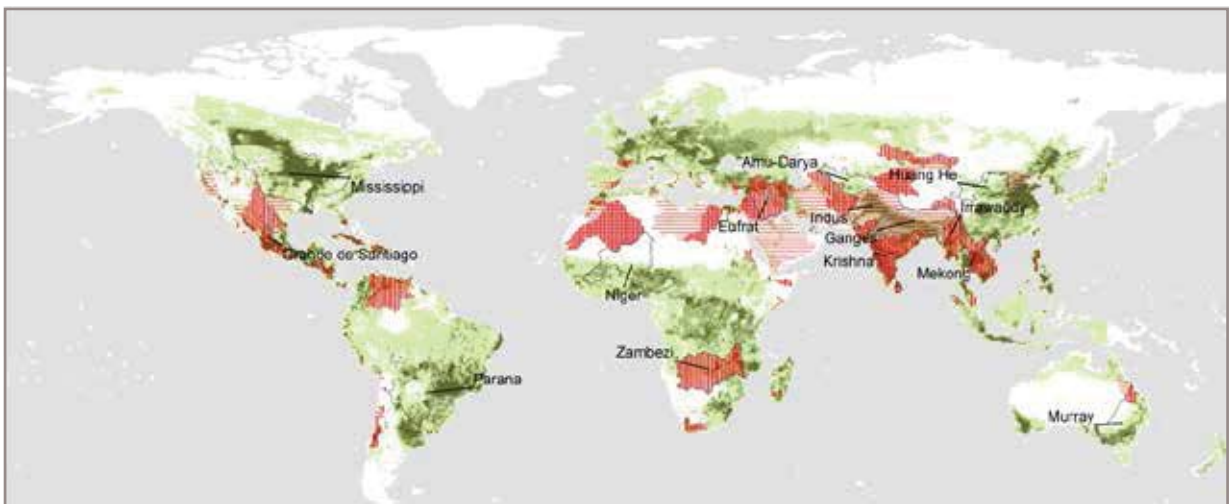 Amu-Darya
Huang He
Mississippi
Irrawaddy
Eufrat
Indus
Ganges
Grande de Santiago
Krishna
Mekong
Niger
Zambezi
Parana
Murray